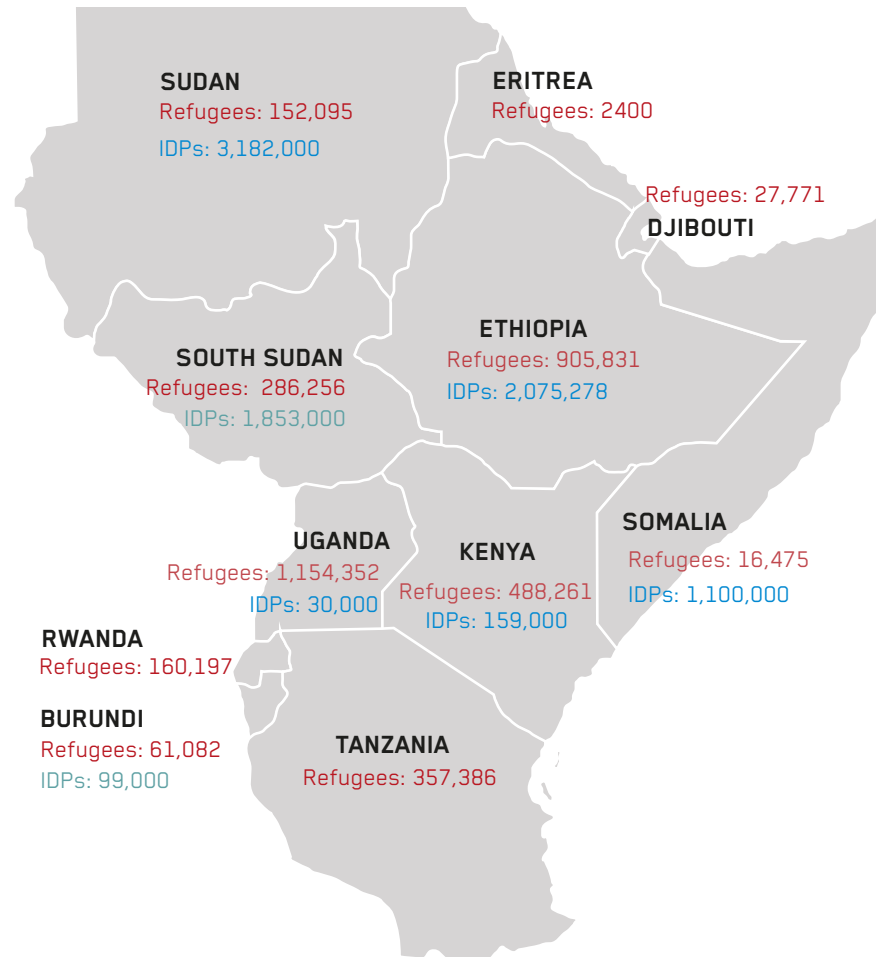 SUDAN
Refugees: 152,095
IDPs: 3,182,000
ERITREA
Refugees: 2400
Refugees: 27,771
DJIBOUTI
ETHIOPIA
Refugees: 905,831
IDPs: 2,075,278
SOUTH SUDAN
Refugees: 286,256
IDPs: 1,853,000
UGANDA
Refugees: 1,154,352
IDPs: 30,000
KENYA
Refugees: 488,261
IDPs: 159,000
SOMALIA
Refugees: 16,475
IDPs: 1,100,000
RWANDA
Refugees: 160,197
BURUNDI
Refugees: 61,082
IDPs: 99,000
TANZANIA
Refugees: 357,386